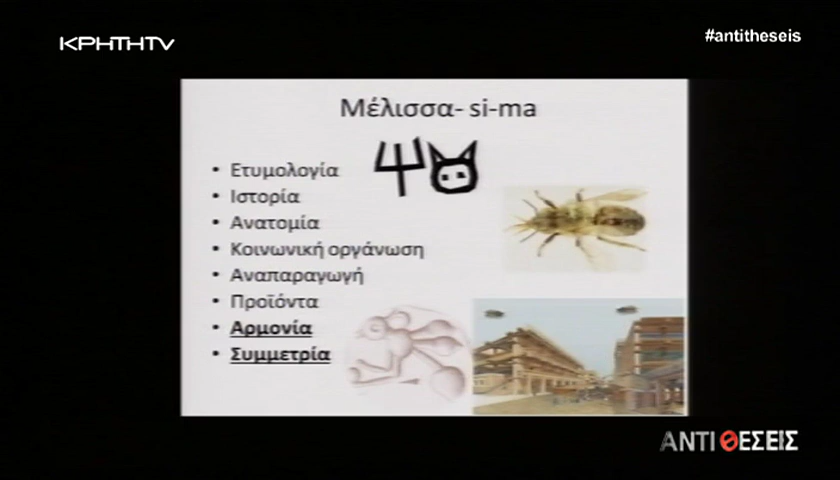 ΚΡΗΤΗTV
#antitheseis
Μέλισσα- si-ma
• Ετυμολογία
• Ιστορία
• Ανατομία
• Κοινωνική οργάνωση
• Αναπαραγωγή
• Προϊόντα
• Αρμονία
• Συμμετρία
ΑΝΤΙΘΕΣΕΙΣ